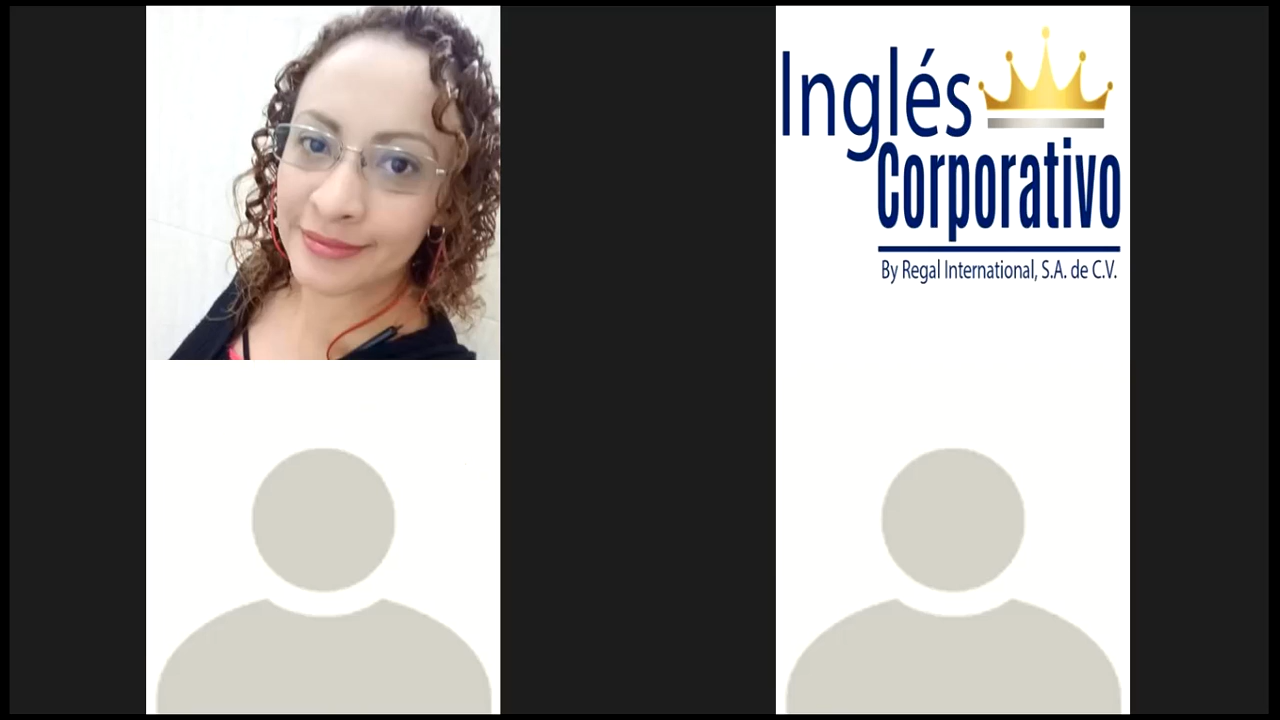 Inglés
Corporativo
By Regal International, S.A. de C.V.